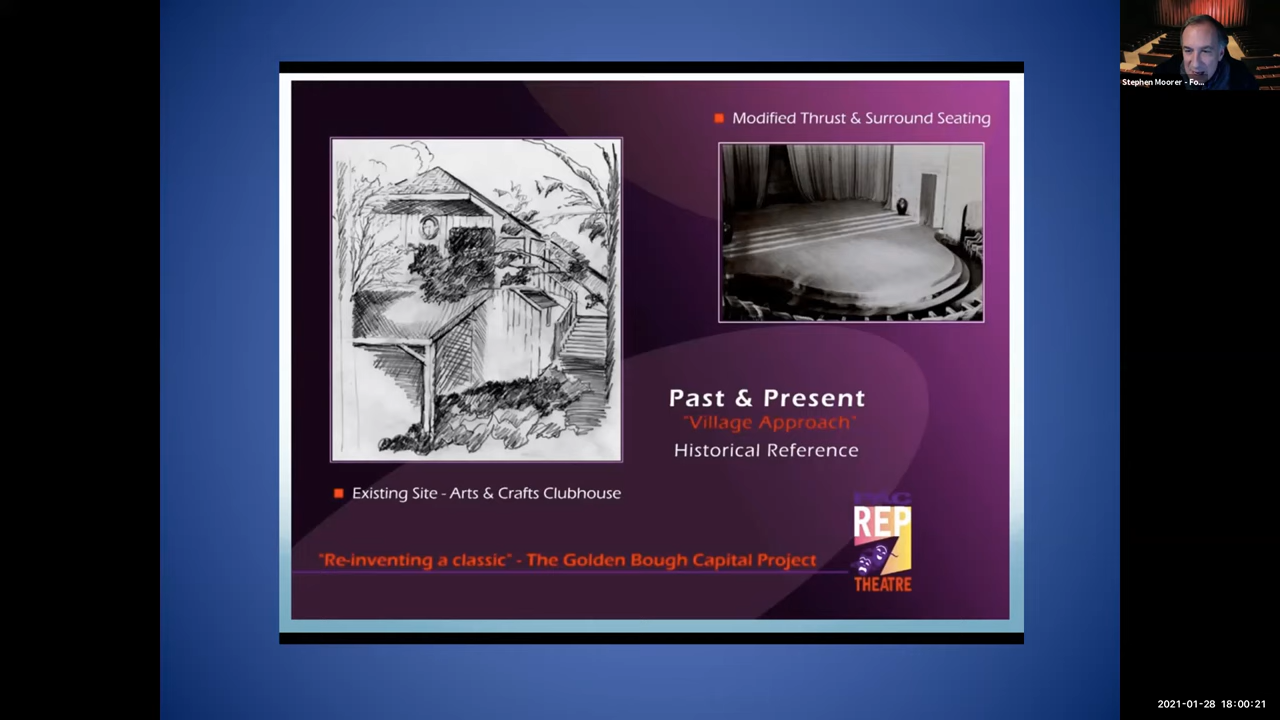 Stephen Moorer - Fo...
Modified Thrust & Surround Seating
Past & Present
"Village Approach"
Historical Reference
Existing Site - Arts & Crafts Clubhouse
PAC
REP
THEATRE
"Re-inventing a classic" - The Golden Bough Capital Project
2021-01-28 18:00:21